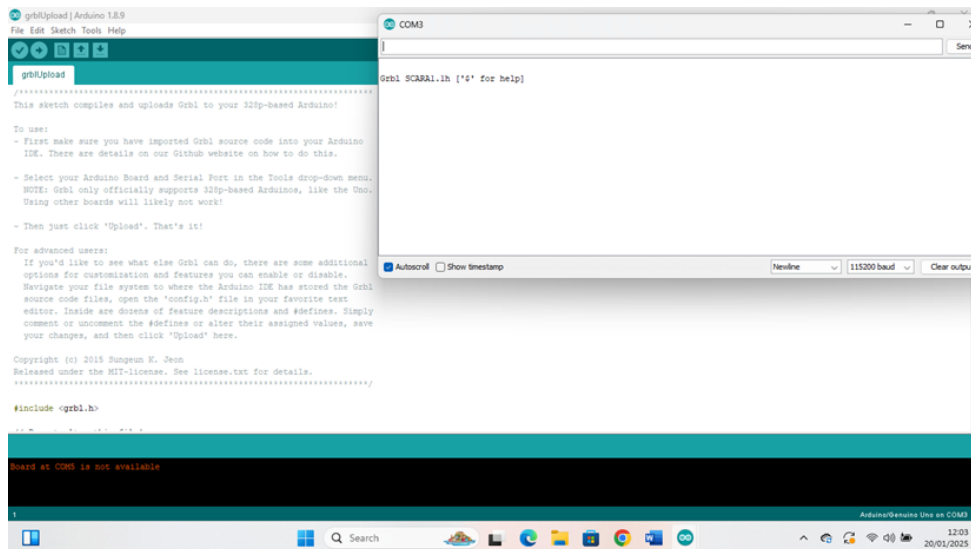 grblUpload | Arduino 1.8.9
File Edit Sketch Tools Help
grblUpload
/******************************************************************
This sketch compiles and uploads Grbl to your 328p-based Arduino!
To use:
- First make sure you have imported Grbl source code into your Arduino
IDE. There are details on our Github website on how to do this.
- Select your Arduino Board and Serial Port in the Tools drop-down menu.
NOTE: Grbl only officially supports 328p-based Arduinos, like the Uno.
Using other boards will likely not work!
- Then just click 'Upload'. That's it!
For advanced users:
If you'd like to see what else Grbl can do, there are some additional
options for customization and features you can enable or disable.
Navigate your file system to where the Arduino IDE has stored the Grbl
source code files, open the 'config.h' file in your favorite text
editor. Inside are dozens of feature descriptions and #defines. Simply
comment or uncomment the #defines or alter their assigned values, save
your changes, and then click 'Upload' here.
Copyright (c) 2015 Sungeun K. Jeon
Released under the MIT-license. See license.txt for details.
******************************************************************/
#include <grbl.h>
COM3
Send
Grbl SCARA1.1h ['$' for help]
Autoscroll Show timestamp
Newline 115200 baud Clear outpu
Board at COM5 is not available
1
Arduino/Genuino Uno on COM3
Search
12:03
20/01/2025